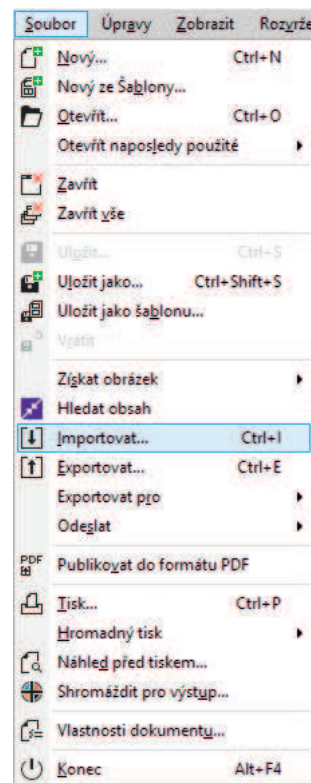 Soubor Úpravy Zobrazit Rozvrže
Nový... Ctrl+N
Nový ze Šablony...
Otevřít... Ctrl+O
Otevřít naposledy použité
Zavřít
Zavřít vše
Uložit... Ctrl+S
Uložit jako... Ctrl+Shift+S
Uložit jako šablonu...
Vrátit
Získat obrázek
Hledat obsah
Importovat... Ctrl+I
Exportovat... Ctrl+E
Exportovat pro
Odeslat
PDF Publikovat do formátu PDF
Tisk... Ctrl+P
Hromadný tisk
Náhled před tiskem...
Shromáždit pro výstup...
Vlastnosti dokumentu...
Konec Alt+F4